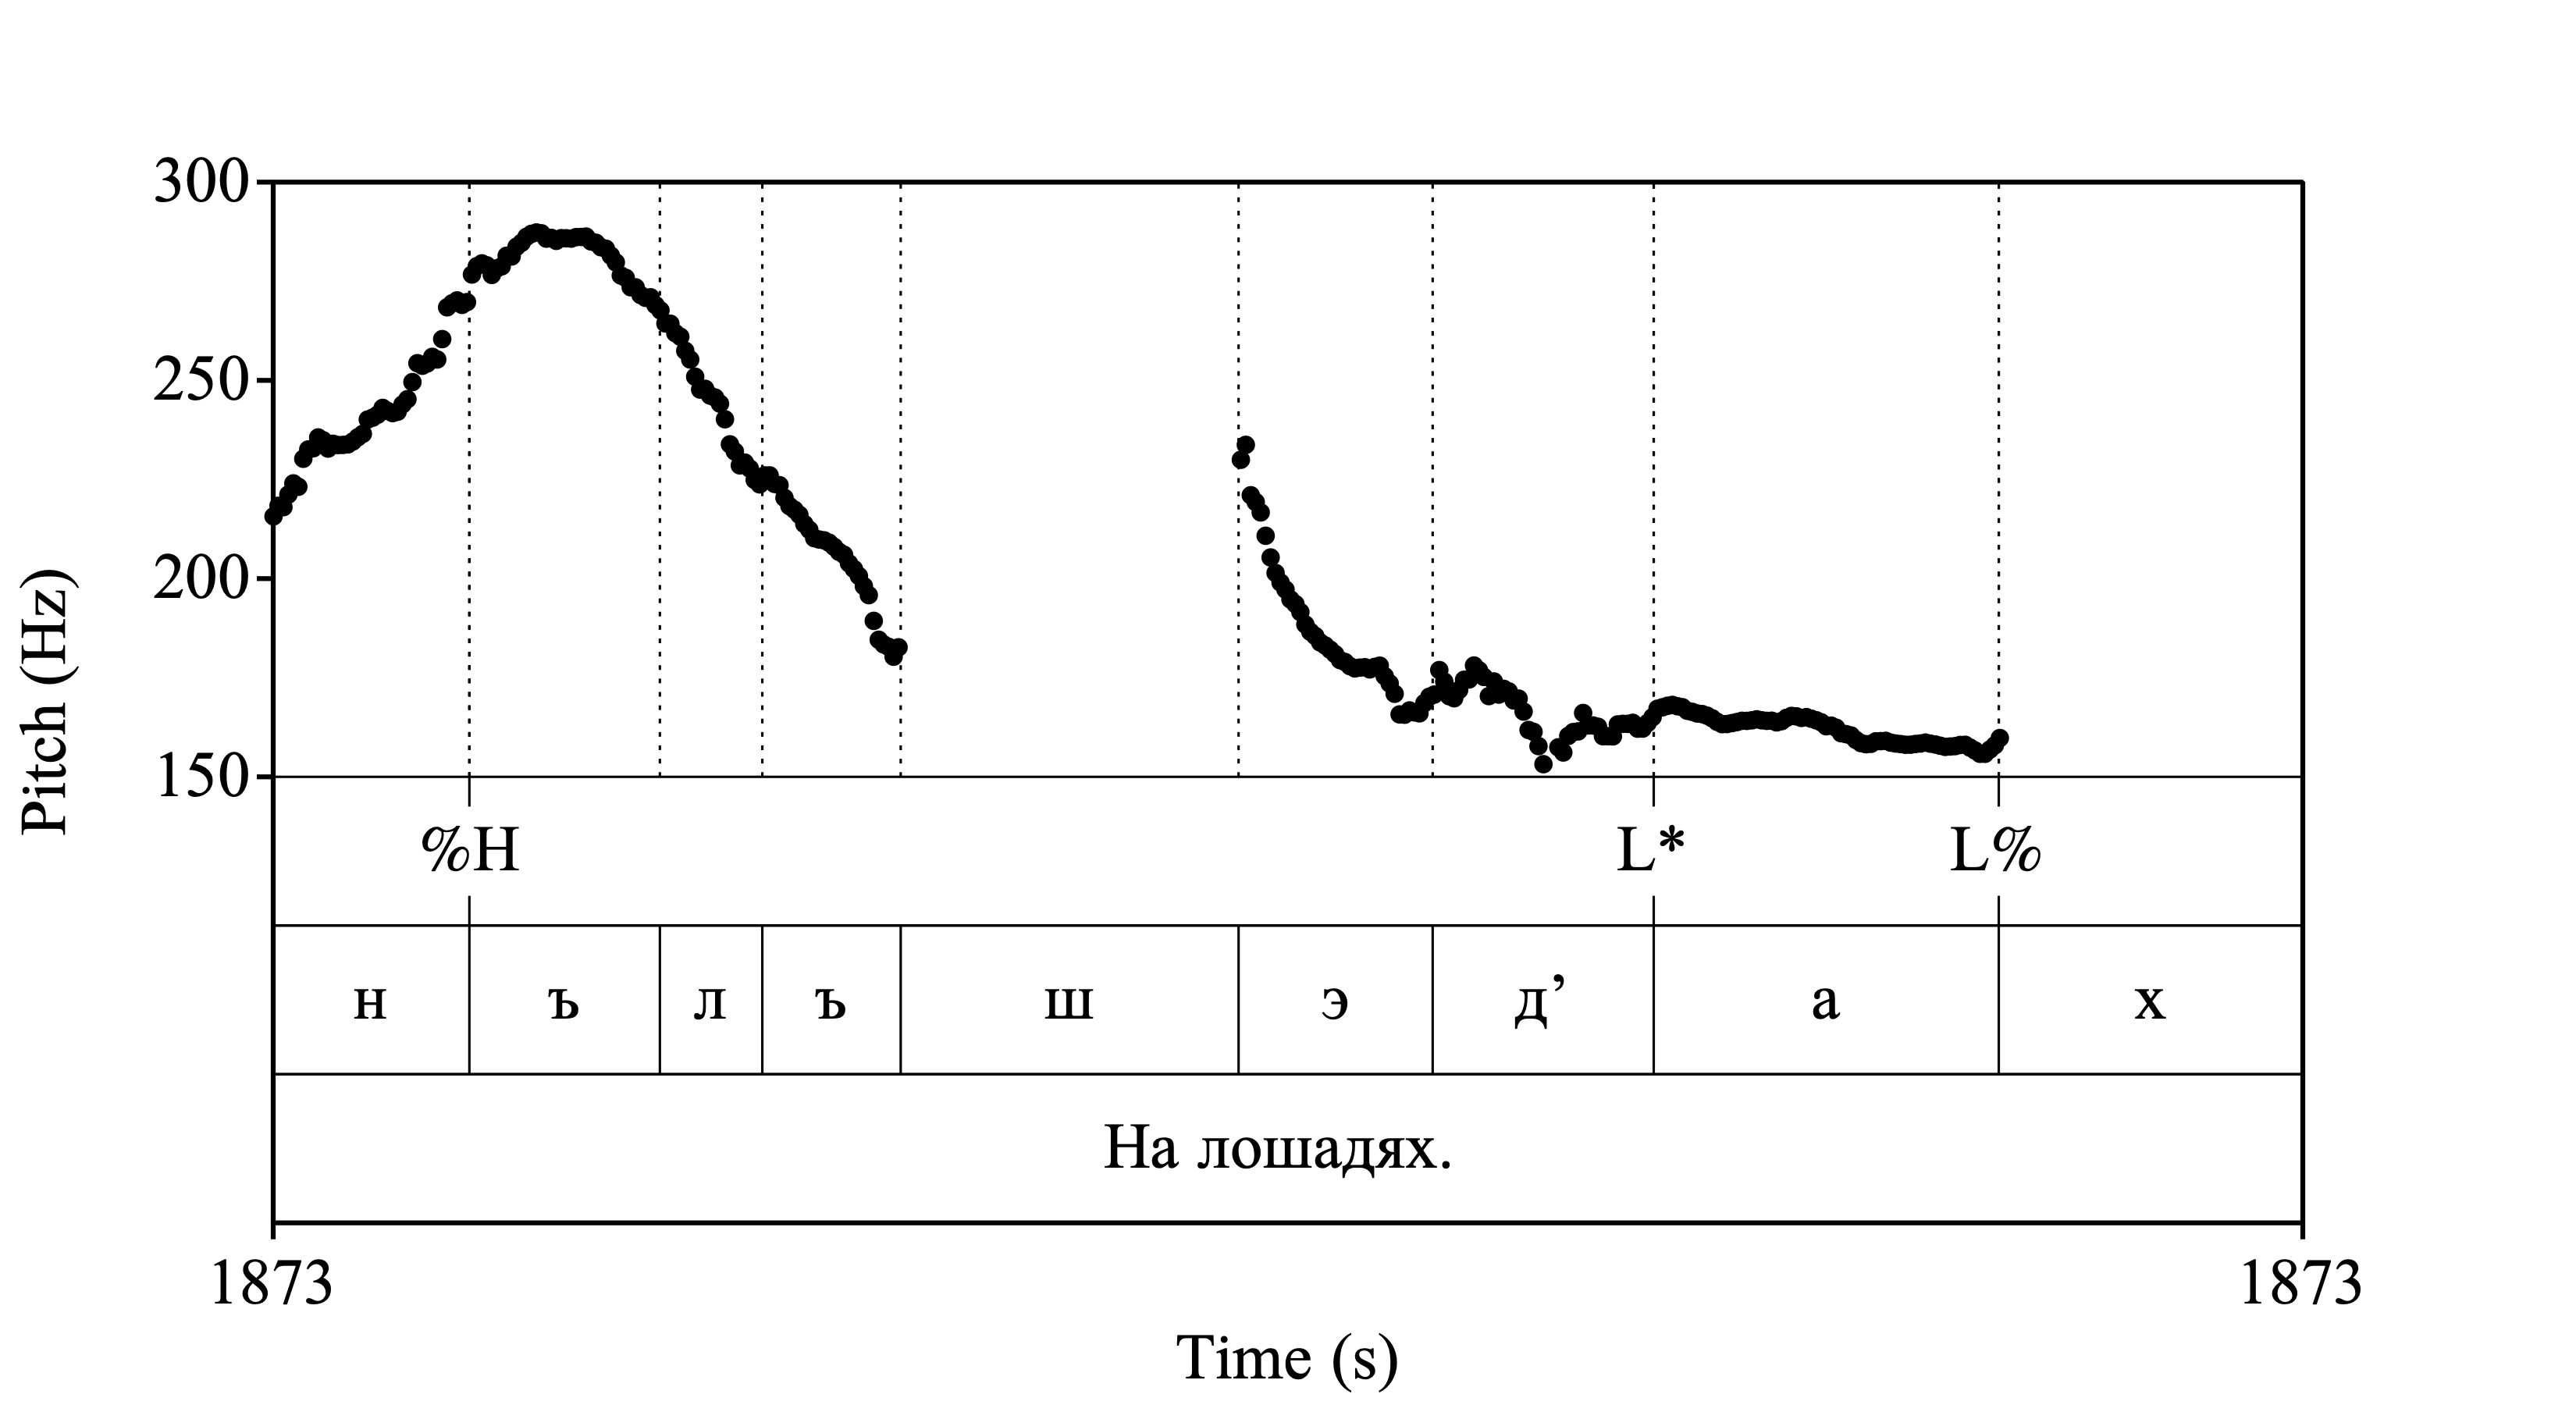 300
250
200
150
Pitch (Hz)
%H L* L%
н ъ л ъ ш э д’ а х
На лошадях.
1873 1873
Time (s)